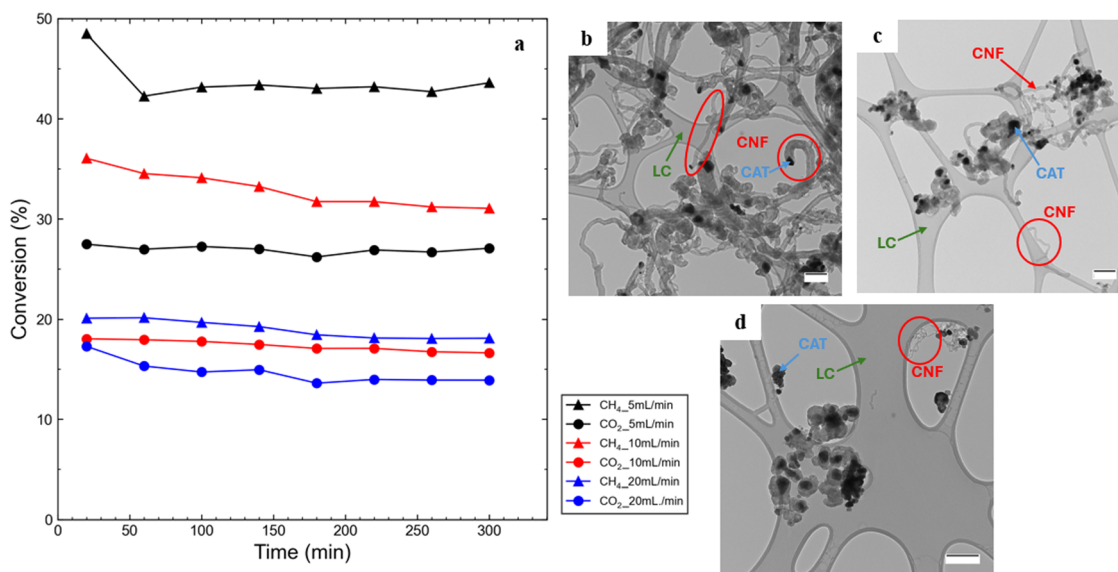 a
50
40
30
20
10
0
Conversion (%)
0 50 100 150 200 250 300
Time (min)
CH₄_5mL/min
CO₂_5mL/min
CH₄_10mL/min
CO₂_10mL/min
CH₄_20mL/min
CO₂_20mL./min
b
LC
CNF
CAT
c
CNF
CAT
CNF
LC
d
CAT
LC
CNF